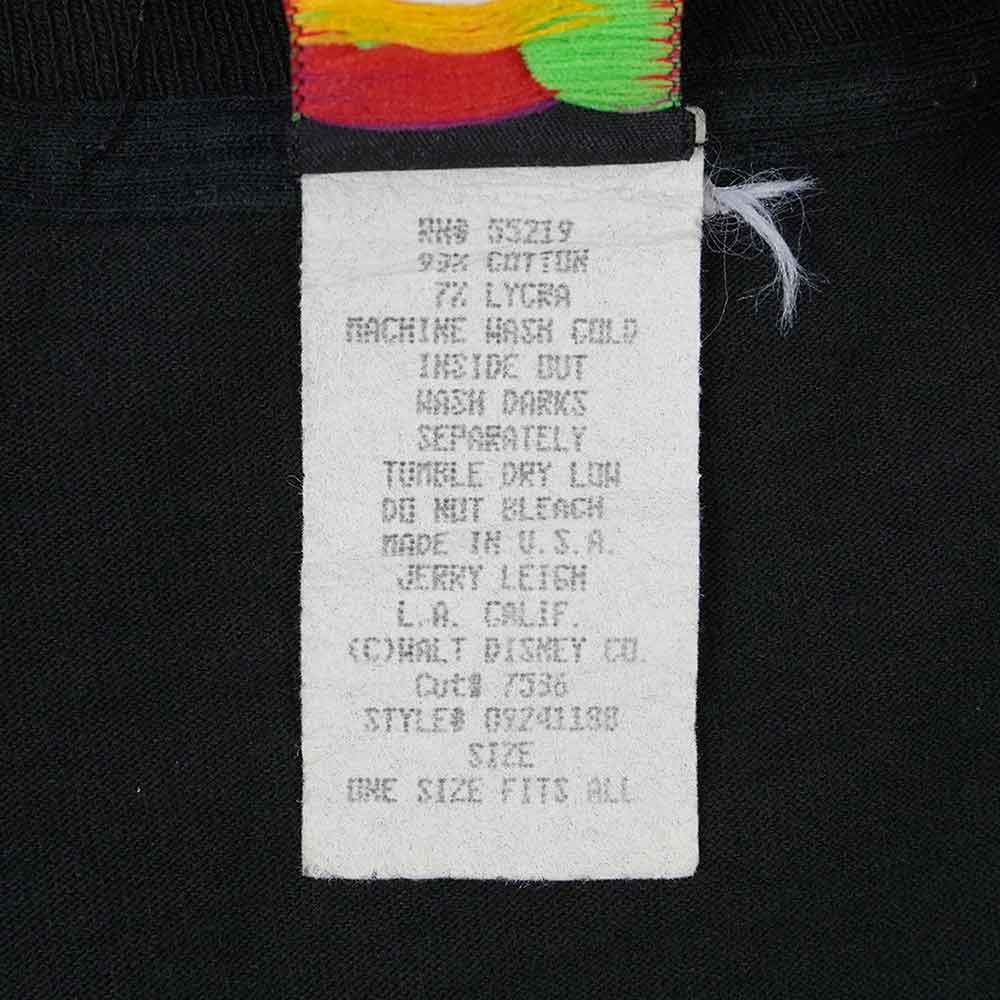 RN# 55219
93% COTTON
7% LYCRA
MACHINE WASH COLD
INSIDE OUT
WASH DARKS
SEPARATELY
TUMBLE DRY LOW
DO NOT BLEACH
MADE IN U.S.A.
JERRY LEIGH
L.A. CALIF.
(C)WALT DISNEY CO.
Cut# 7536
STYLE# 09241188
SIZE
ONE SIZE FITS ALL